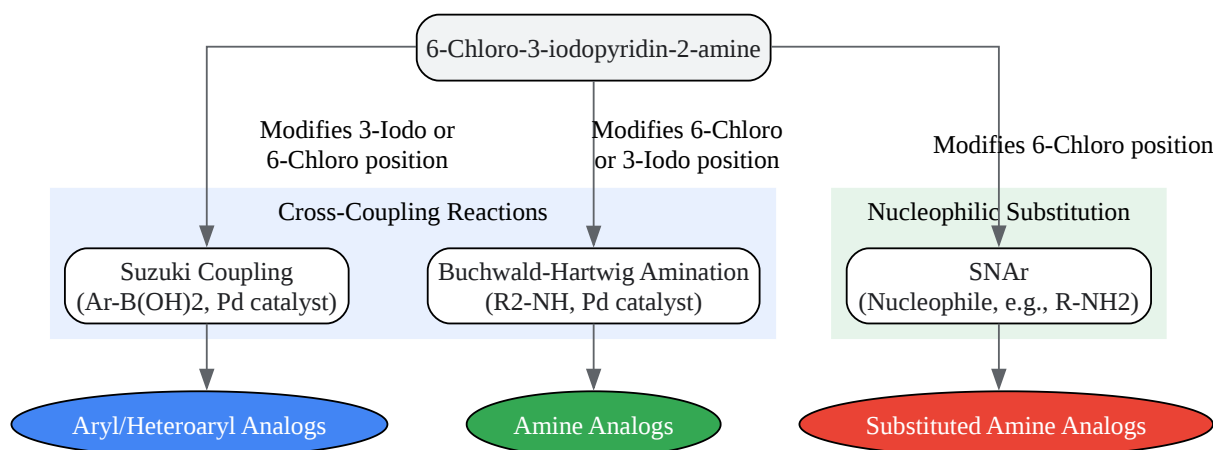 6-Chloro-3-iodopyridin-2-amine
Modifies 3-Iodo or
6-Chloro position
Modifies 6-Chloro
or 3-Iodo position
Modifies 6-Chloro position
Cross-Coupling Reactions
Nucleophilic Substitution
Suzuki Coupling
(Ar-B(OH)2, Pd catalyst)
Buchwald-Hartwig Amination
(R2-NH, Pd catalyst)
SNAr
(Nucleophile, e.g., R-NH2)
Aryl/Heteroaryl Analogs
Amine Analogs
Substituted Amine Analogs